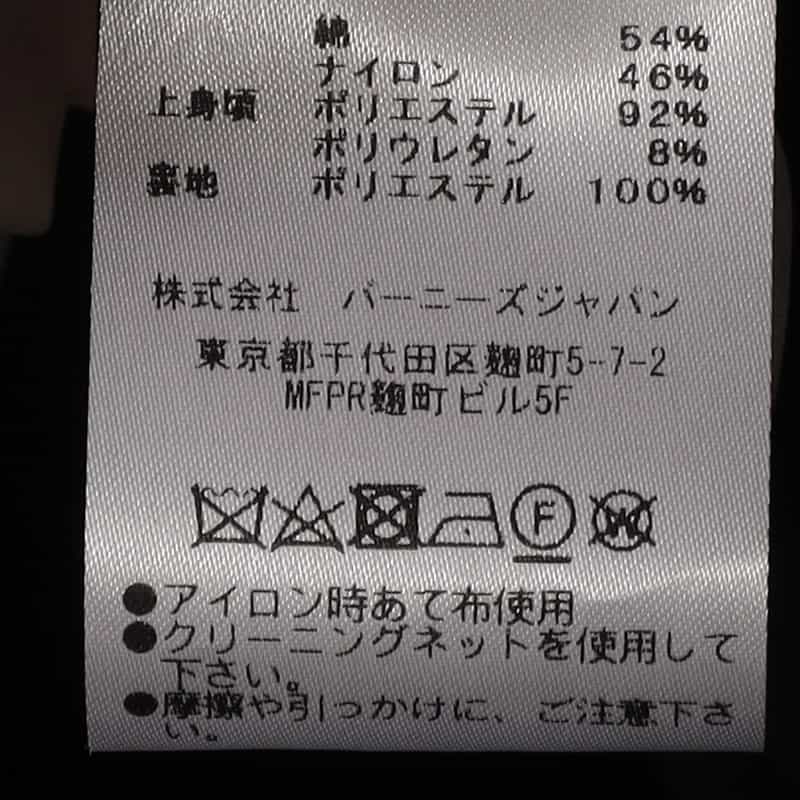 綿 54%
ナイロン 46%
上身頃 ポリエステル 92%
ポリウレタン 8%
裏地 ポリエステル 100%
株式会社 バーニーズジャパン
東京都千代田区麹町5-7-2
MFPR麹町ビル5F
F W
●アイロン時あて布使用
●クリーニングネットを使用して
下さい。
●摩擦や引っかけに、ご注意下さ
い。